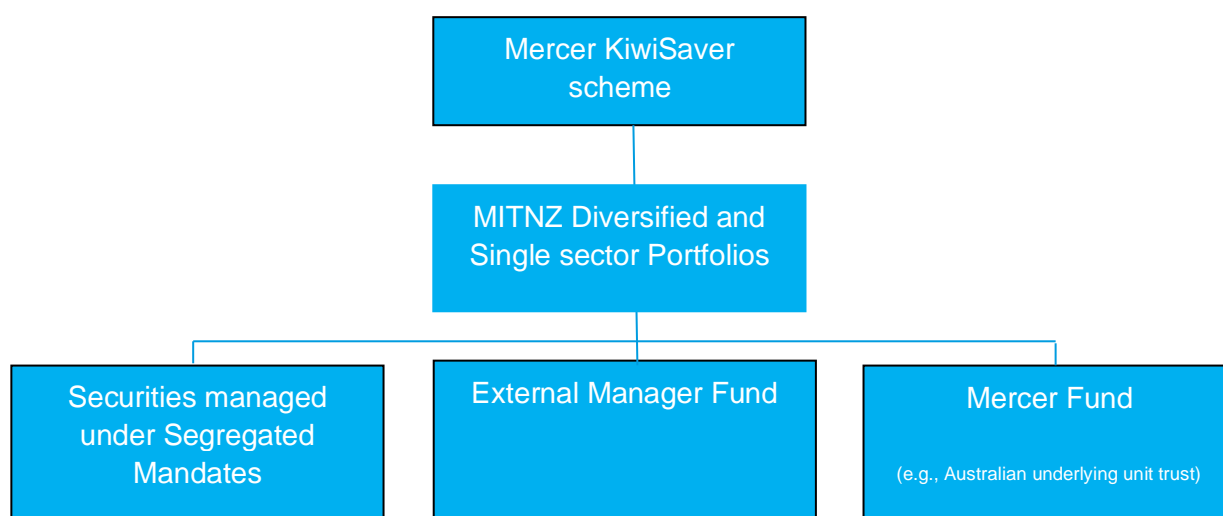 Mercer KiwiSaver
scheme
MITNZ Diversified and
Single sector Portfolios
Securities managed
under Segregated
Mandates
External Manager Fund
Mercer Fund
(e.g., Australian underlying unit trust)